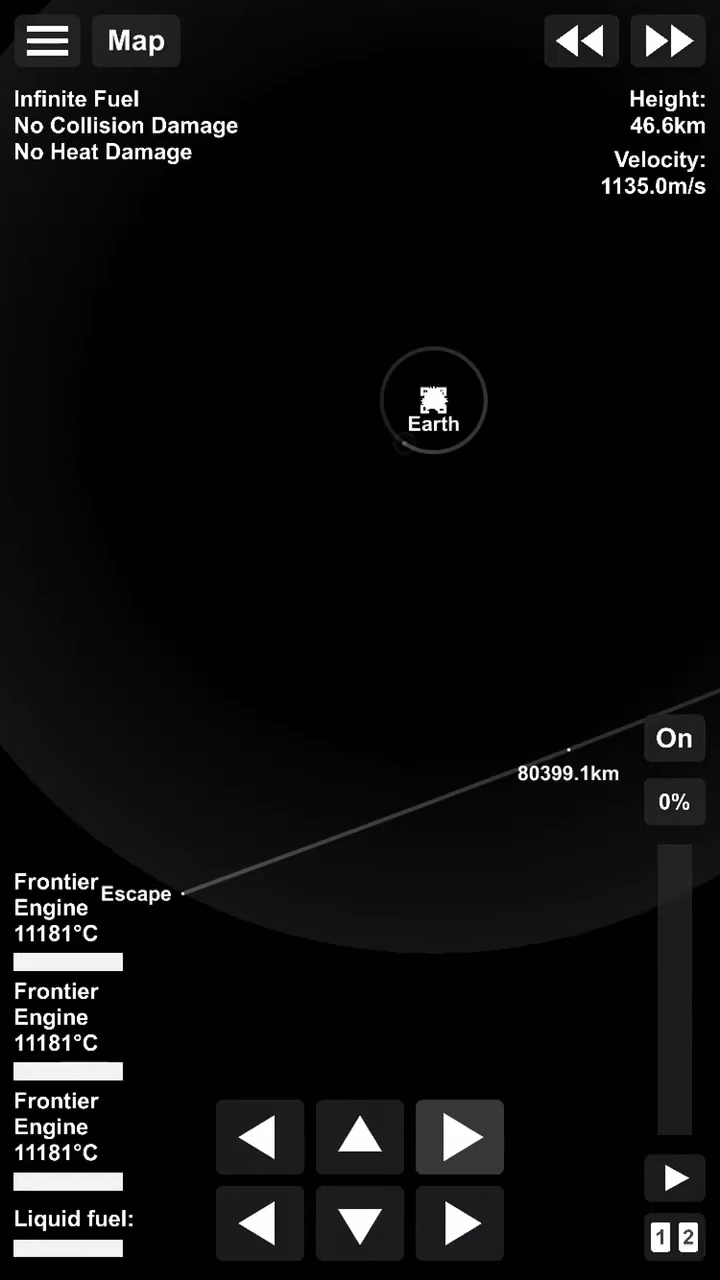 Map
Infinite Fuel
No Collision Damage
No Heat Damage
Height:
46.6km
Velocity:
1135.0m/s
Earth
On
80399.1km
0%
Frontier
Engine
11181°C
Escape
Frontier
Engine
11181°C
Frontier
Engine
11181°C
Liquid fuel:
1 2